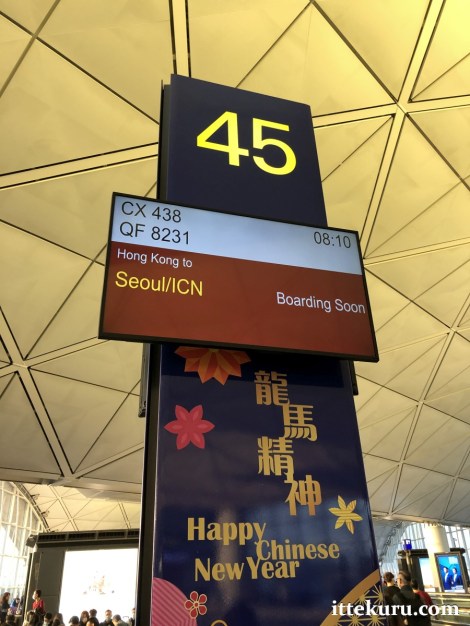 45
CX 438
QF 8231
08:10
Hong Kong to
Seoul/ICN
Boarding Soon
龍馬精神
Happy
Chinese
New Year
ittekuru.com